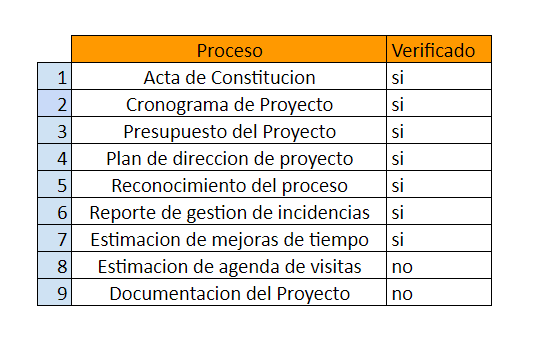 Proceso Verificado
1 Acta de Constitucion si
2 Cronograma de Proyecto si
3 Presupuesto del Proyecto si
4 Plan de direccion de proyecto si
5 Reconocimiento del proceso si
6 Reporte de gestion de incidencias si
7 Estimacion de mejoras de tiempo si
8 Estimacion de agenda de visitas no
9 Documentacion del Proyecto no